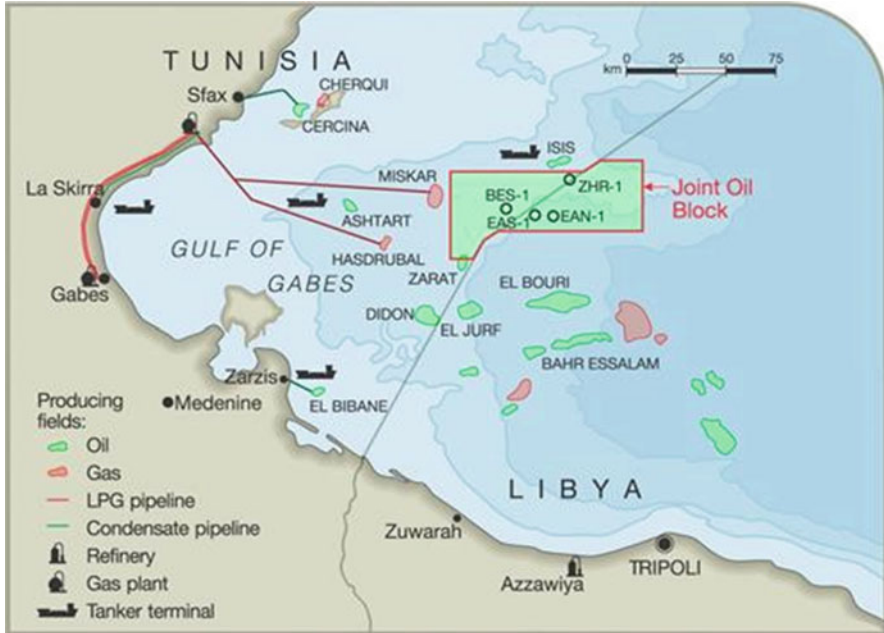 TUNISIA
km 0 25 50 75
Sfax
CHERQUI
CERCINA
ISIS
La Skirra
MISKAR
ZHR-1
BES-1
Joint Oil
Block
ASHTART
EAS-1
EAN-1
GULF OF
GABES
HASDRUBAL
Gabes
ZARAT
EL BOURI
DIDON
EL JURF
BAHR ESSALAM
Zarzis
Medenine
EL BIBANE
Producing
fields:
Oil
Gas
LPG pipeline
Condensate pipeline
Refinery
Gas plant
Tanker terminal
LIBYA
Zuwarah
Azzawiya
TRIPOLI